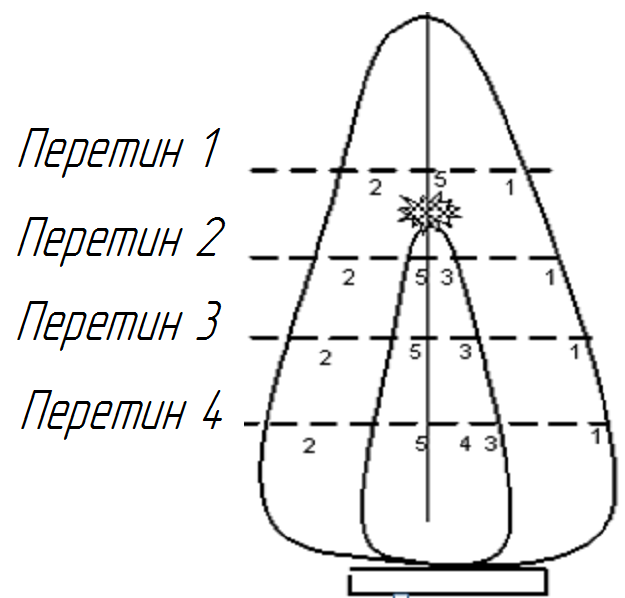 Перетин 1
2 5 1
Перетин 2
2 5 3 1
Перетин 3
2 5 3 1
Перетин 4
2 5 4 3 1